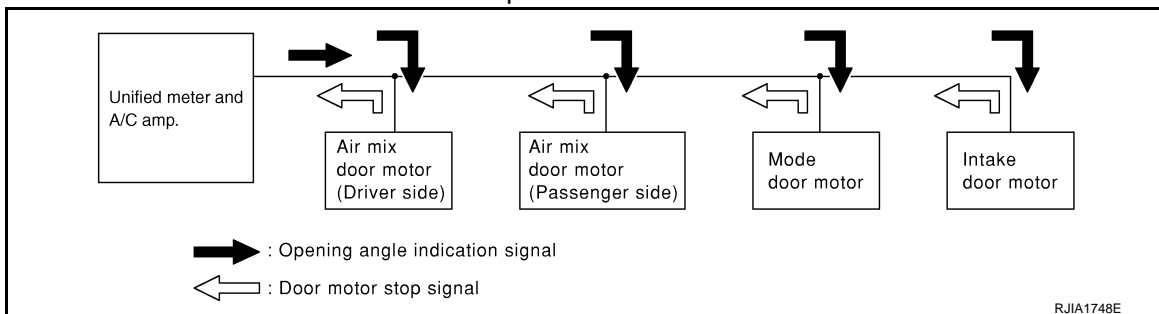 Unified meter and
A/C amp.
Air mix
door motor
(Driver side)
Air mix
door motor
(Passenger side)
Mode
door motor
Intake
door motor
: Opening angle indication signal
: Door motor stop signal
RJIA1748E